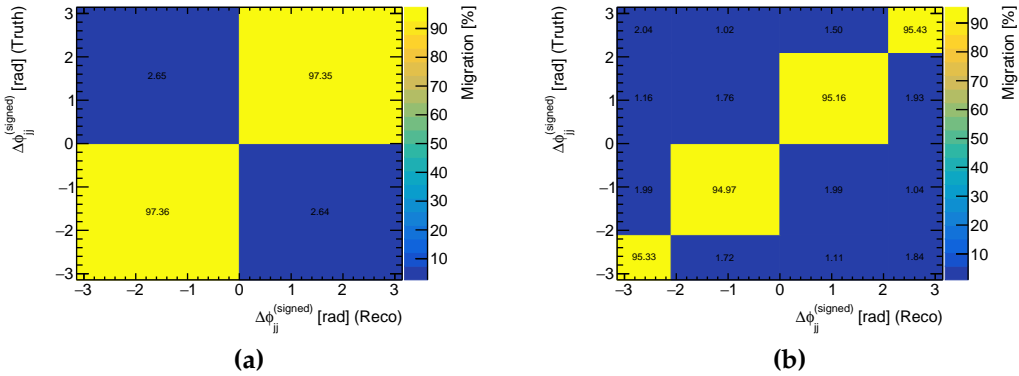 Δϕjj(signed) [rad] (Truth)
3
2
1
0
−1
−2
−3
2.65 97.35
97.36 2.64
−3 −2 −1 0 1 2 3
Δϕjj(signed) [rad] (Reco)
90
80
70
60
50
40
30
20
10
Migration [%]
(a)
Δϕjj(signed) [rad] (Truth)
3
2
1
0
−1
−2
−3
2.04 1.02 1.50 95.43
1.16 1.76 95.16 1.93
1.99 94.97 1.99 1.04
95.33 1.72 1.11 1.84
−3 −2 −1 0 1 2 3
Δϕjj(signed) [rad] (Reco)
90
80
70
60
50
40
30
20
10
Migration [%]
(b)